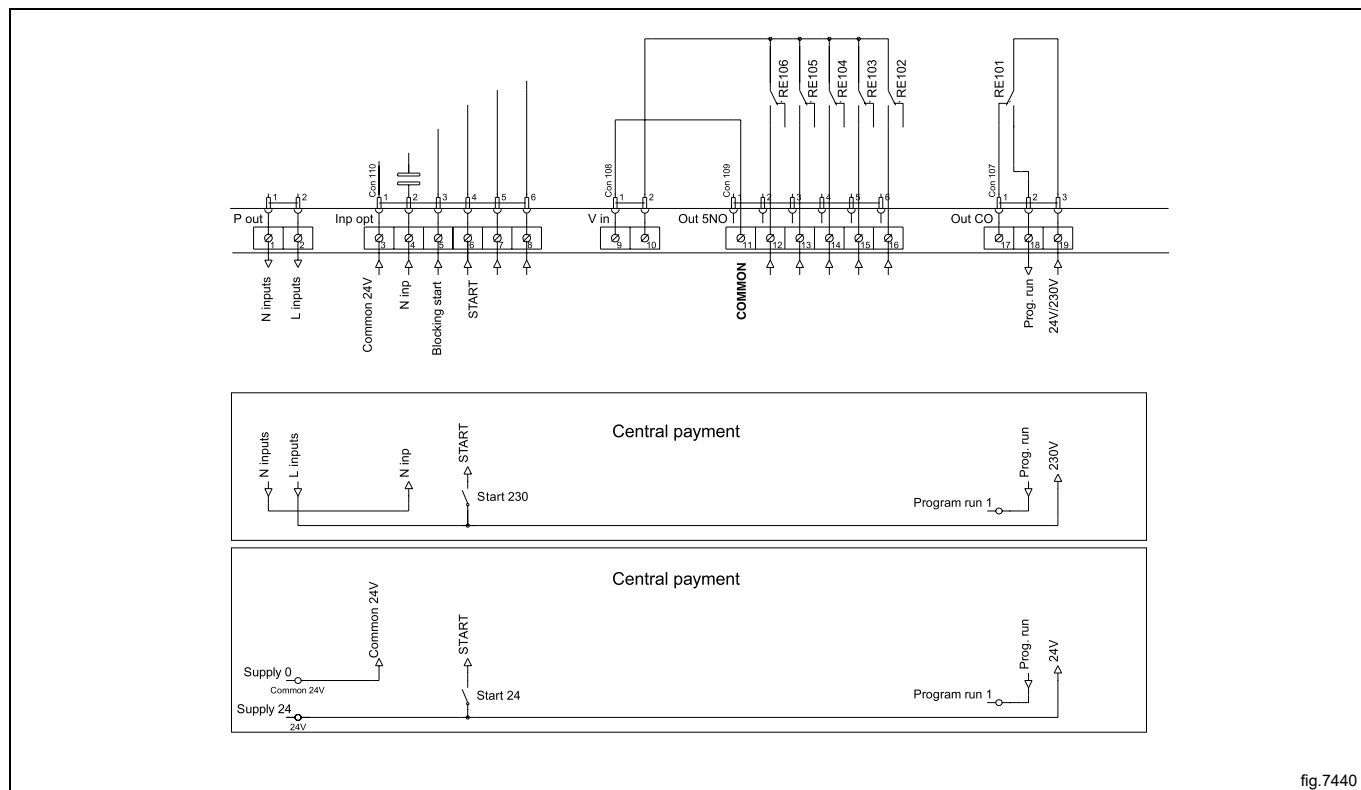 RE106
RE105
RE104
RE103
RE102
RE101
Con 110
Con 108
Con 109
Con 107
1 2
1 2 3 4 5 6
1 2
1 2 3 4 5 6
1 2 3
P out
Inp opt
V in
Out 5NO
Out CO
1 2
3 4 5 6 7 8
9 10
11 12 13 14 15 16
17 18 19
N inputs
L inputs
Common 24V
N inp
Blocking start
START
COMMON
Prog. run
24V/230V
Central payment
N inputs
L inputs
N inp
START
Start 230
Program run 1
Prog. run
230V
Central payment
Common 24V
START
Supply 0
Common 24V
Supply 24
24V
Start 24
Program run 1
Prog. run
24V
fig.7440